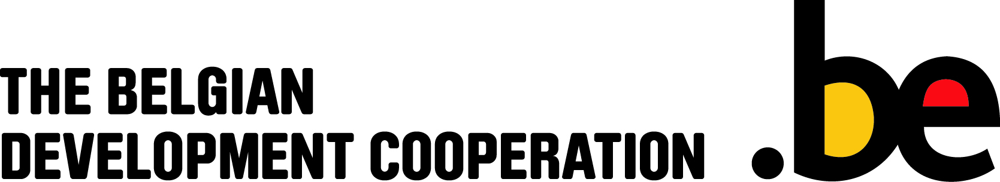 THE BELGIAN
DEVELOPMENT COOPERATION .be